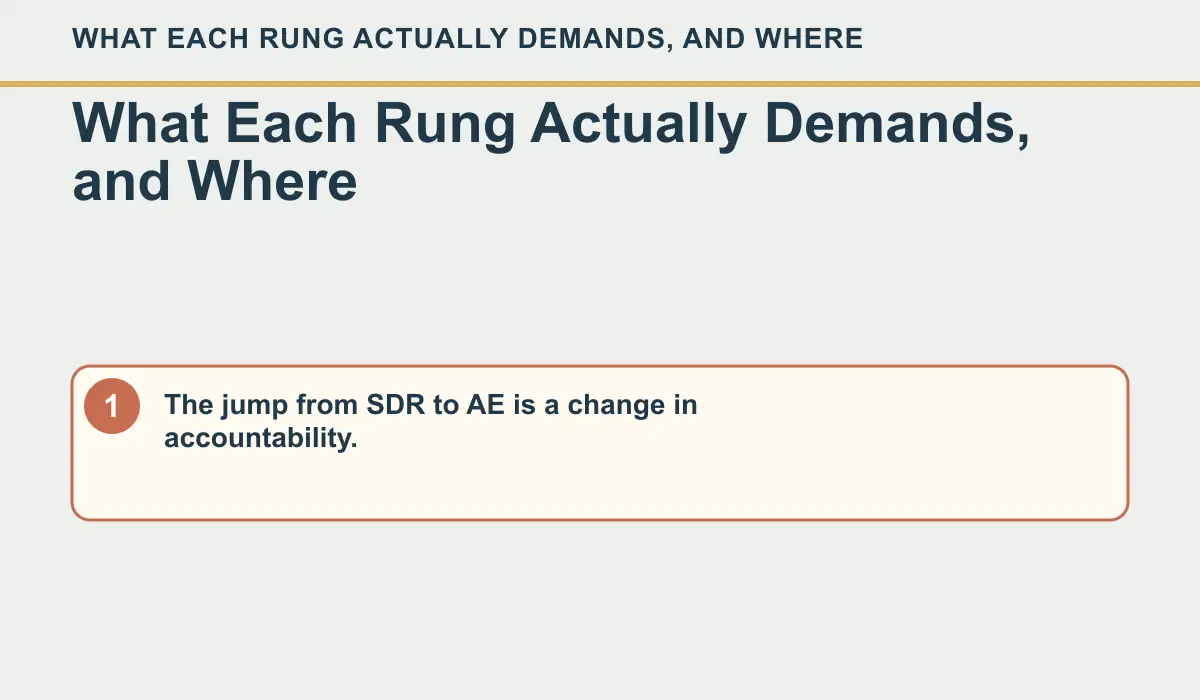 WHAT EACH RUNG ACTUALLY DEMANDS, AND WHERE
What Each Rung Actually Demands,
and Where
1
The jump from SDR to AE is a change in
accountability.